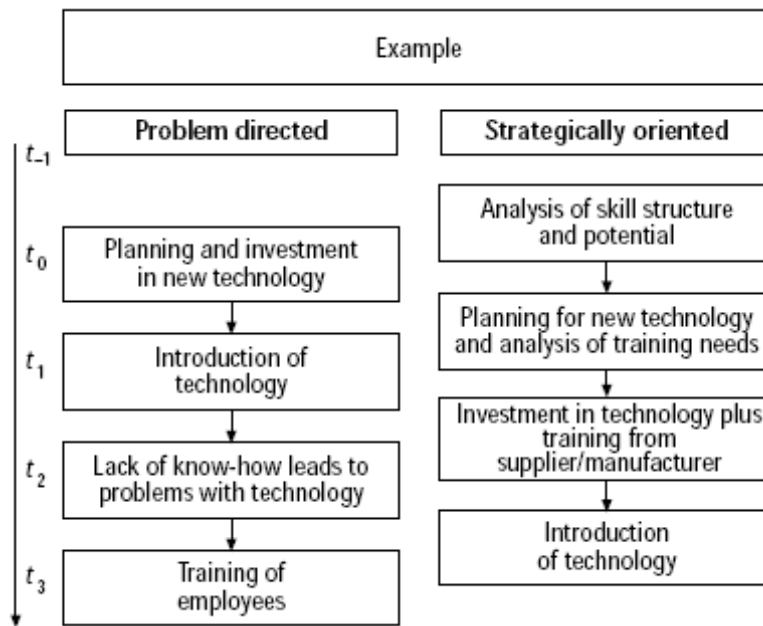 Example
Problem directed
Strategically oriented
t–1
Analysis of skill structure
and potential
t0
Planning and investment
in new technology
Planning for new technology
and analysis of training needs
t1
Introduction of
technology
Investment in technology plus
training from
supplier/manufacturer
t2
Lack of know-how leads to
problems with technology
Introduction
of technology
t3
Training of
employees